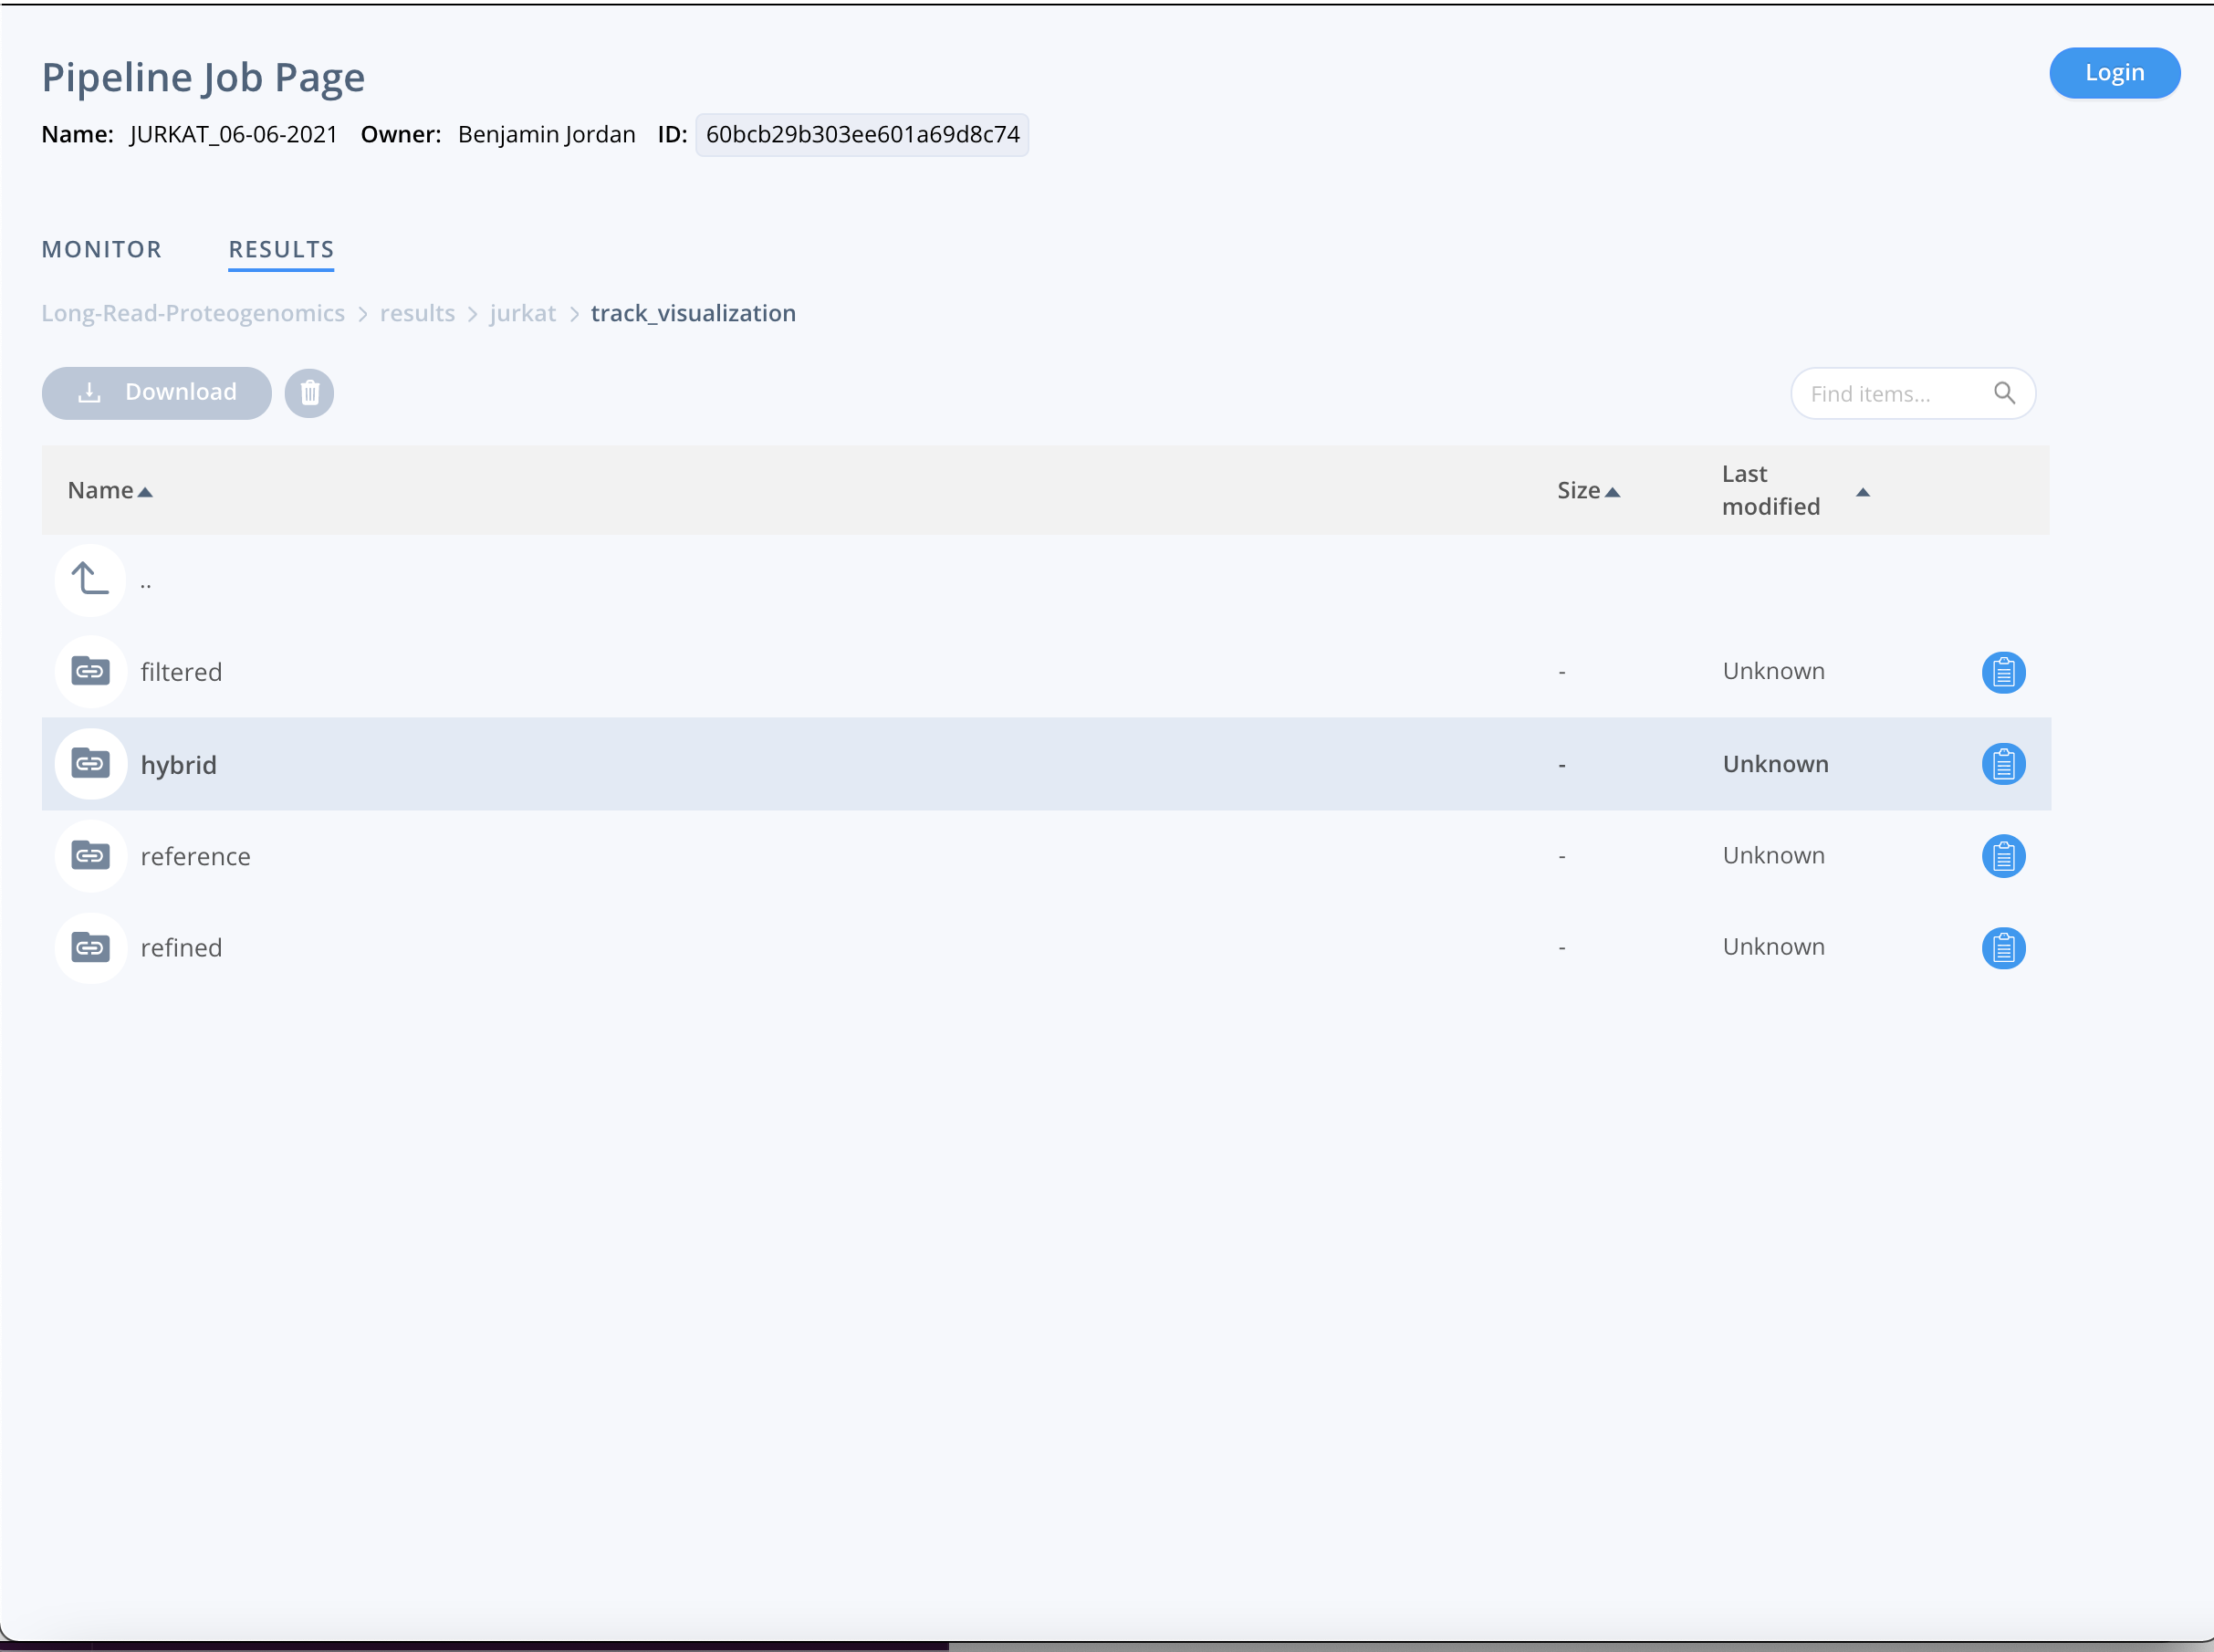 Pipeline Job Page
Login
Name: JURKAT_06-06-2021 Owner: Benjamin Jordan ID: 60bcb29b303ee601a69d8c74
MONITOR RESULTS
Long-Read-Proteogenomics > results > jurkat > track_visualization
Download
Find items...
Name Size Last modified
..
filtered - Unknown
hybrid - Unknown
reference - Unknown
refined - Unknown